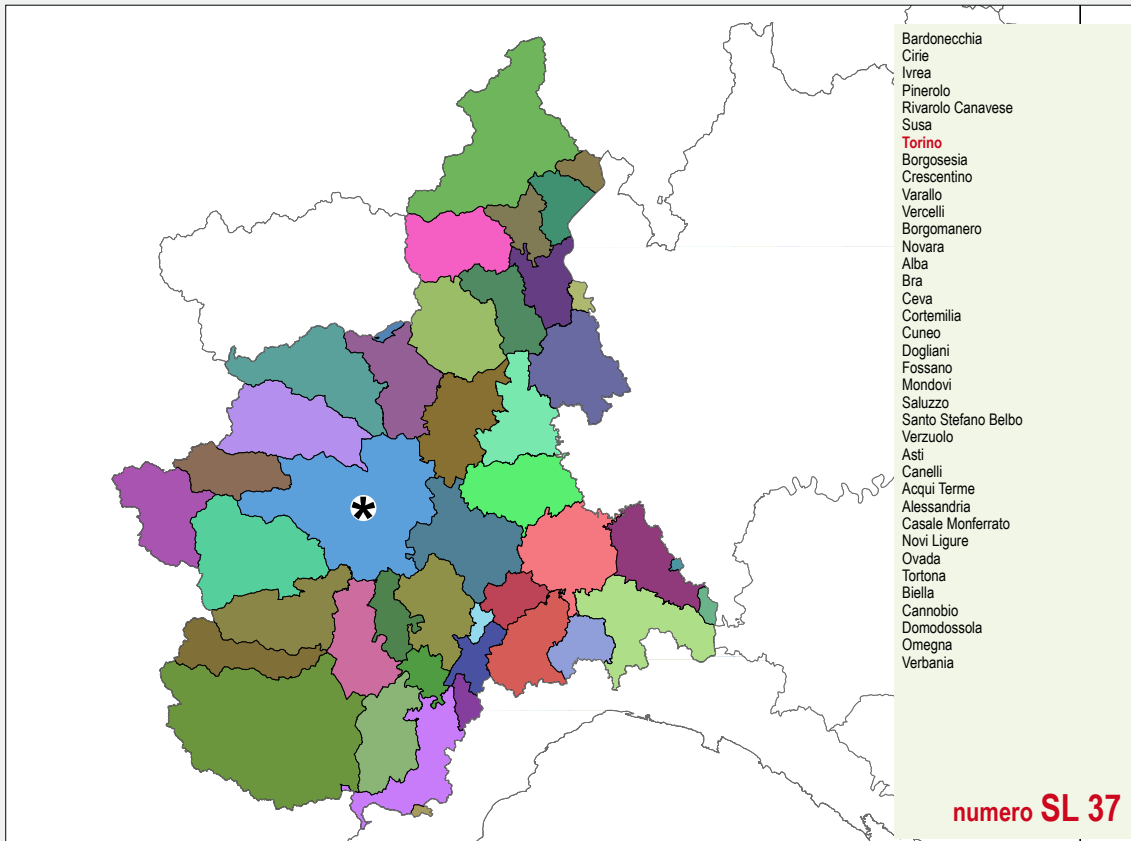 Bardonecchia
Cirie
Ivrea
Pinerolo
Rivarolo Canavese
Susa
Torino
Borgosesia
Crescentino
Varallo
Vercelli
Borgomanero
Novara
Alba
Bra
Ceva
Cortemilia
Cuneo
Dogliani
Fossano
Mondovi
Saluzzo
Santo Stefano Belbo
Verzuolo
Asti
Canelli
Acqui Terme
Alessandria
Casale Monferrato
Novi Ligure
Ovada
Tortona
Biella
Cannobio
Domodossola
Omegna
Verbania
*
numero SL 37